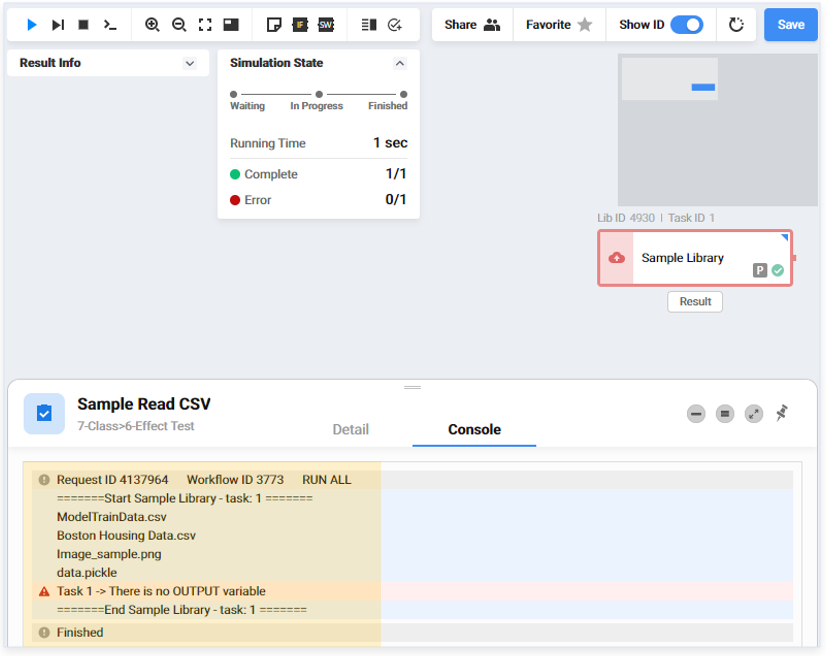 IF
SW
Share
Favorite
Show ID
Save
Result Info
Simulation State
Waiting
In Progress
Finished
Running Time
1 sec
Complete
1/1
Error
0/1
Lib ID 4930 | Task ID 1
Sample Library
P
Result
Sample Read CSV
7-Class>6-Effect Test
Detail
Console
Request ID 4137964 Workflow ID 3773 RUN ALL
=======Start Sample Library - task: 1 =======
ModelTrainData.csv
Boston Housing Data.csv
Image_sample.png
data.pickle
Task 1 -> There is no OUTPUT variable
=======End Sample Library - task: 1 =======
Finished